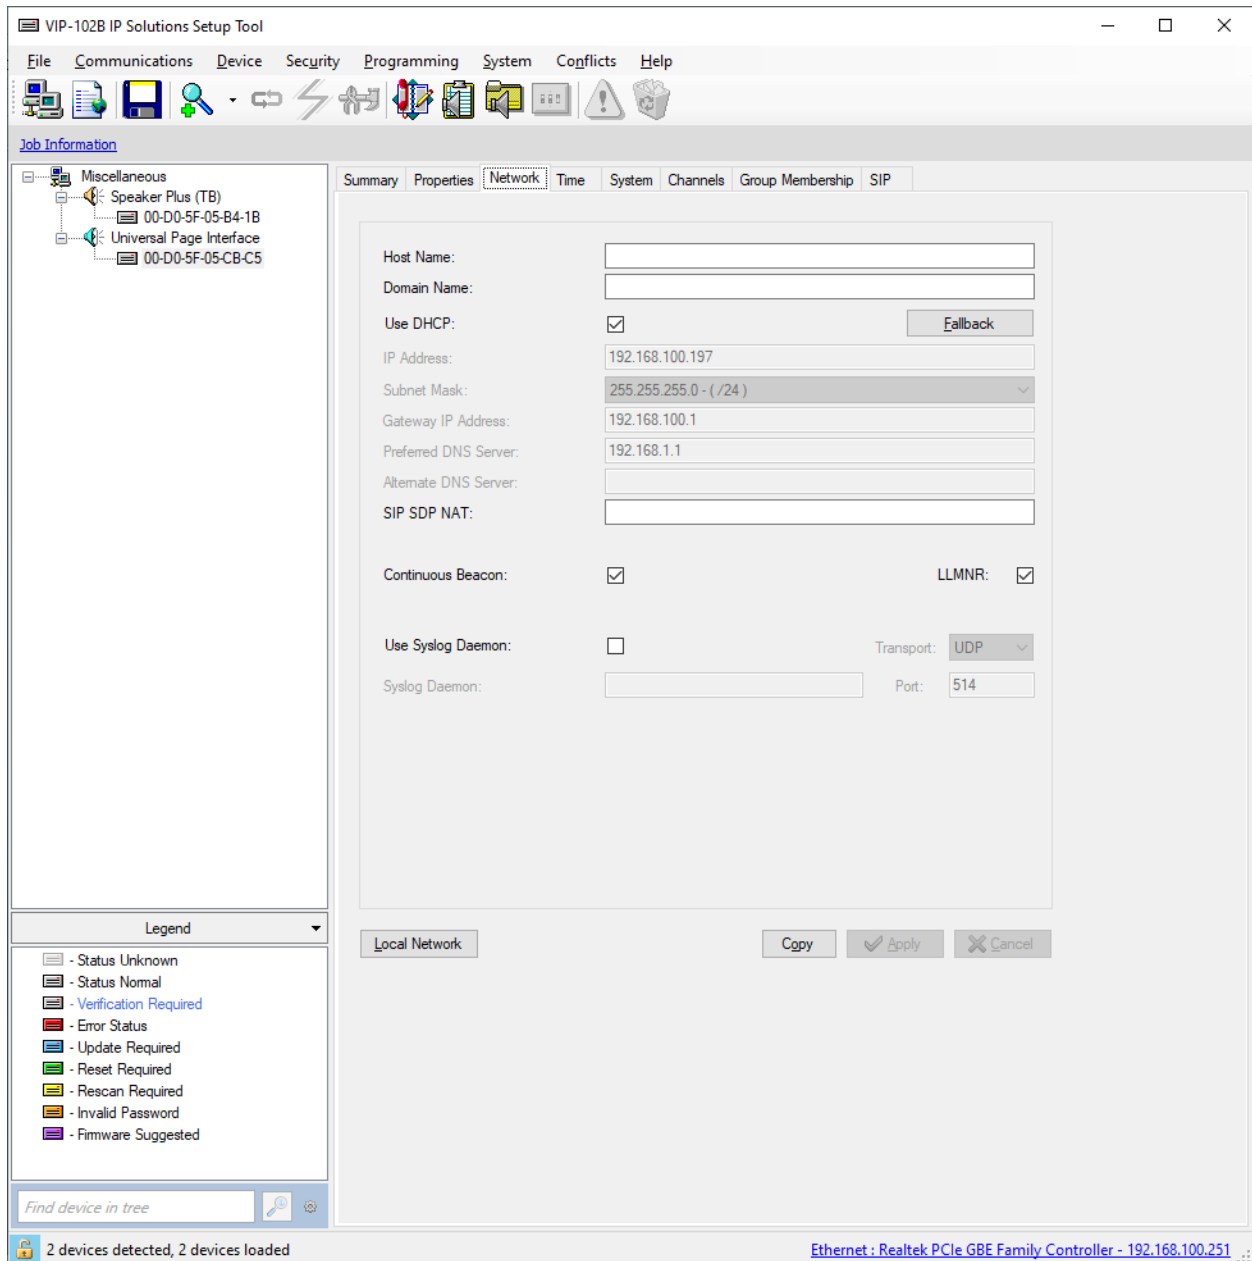 VIP-102B IP Solutions Setup Tool
File Communications Device Security Programming System Conflicts Help
Job Information
Miscellaneous
Speaker Plus (TB)
00-D0-5F-05-B4-1B
Universal Page Interface
00-D0-5F-05-CB-C5
Summary Properties Network Time System Channels Group Membership SIP
Host Name:
Domain Name:
Use DHCP: Fallback
IP Address: 192.168.100.197
Subnet Mask: 255.255.255.0 - ( /24 )
Gateway IP Address: 192.168.100.1
Preferred DNS Server: 192.168.1.1
Alternate DNS Server:
SIP SDP NAT:
Continuous Beacon: LLMNR:
Use Syslog Daemon: Transport: UDP
Syslog Daemon: Port: 514
Local Network Copy Apply Cancel
Legend
- Status Unknown
- Status Normal
- Verification Required
- Error Status
- Update Required
- Reset Required
- Rescan Required
- Invalid Password
- Firmware Suggested
Find device in tree
2 devices detected, 2 devices loaded
Ethernet : Realtek PCIe GBE Family Controller - 192.168.100.251